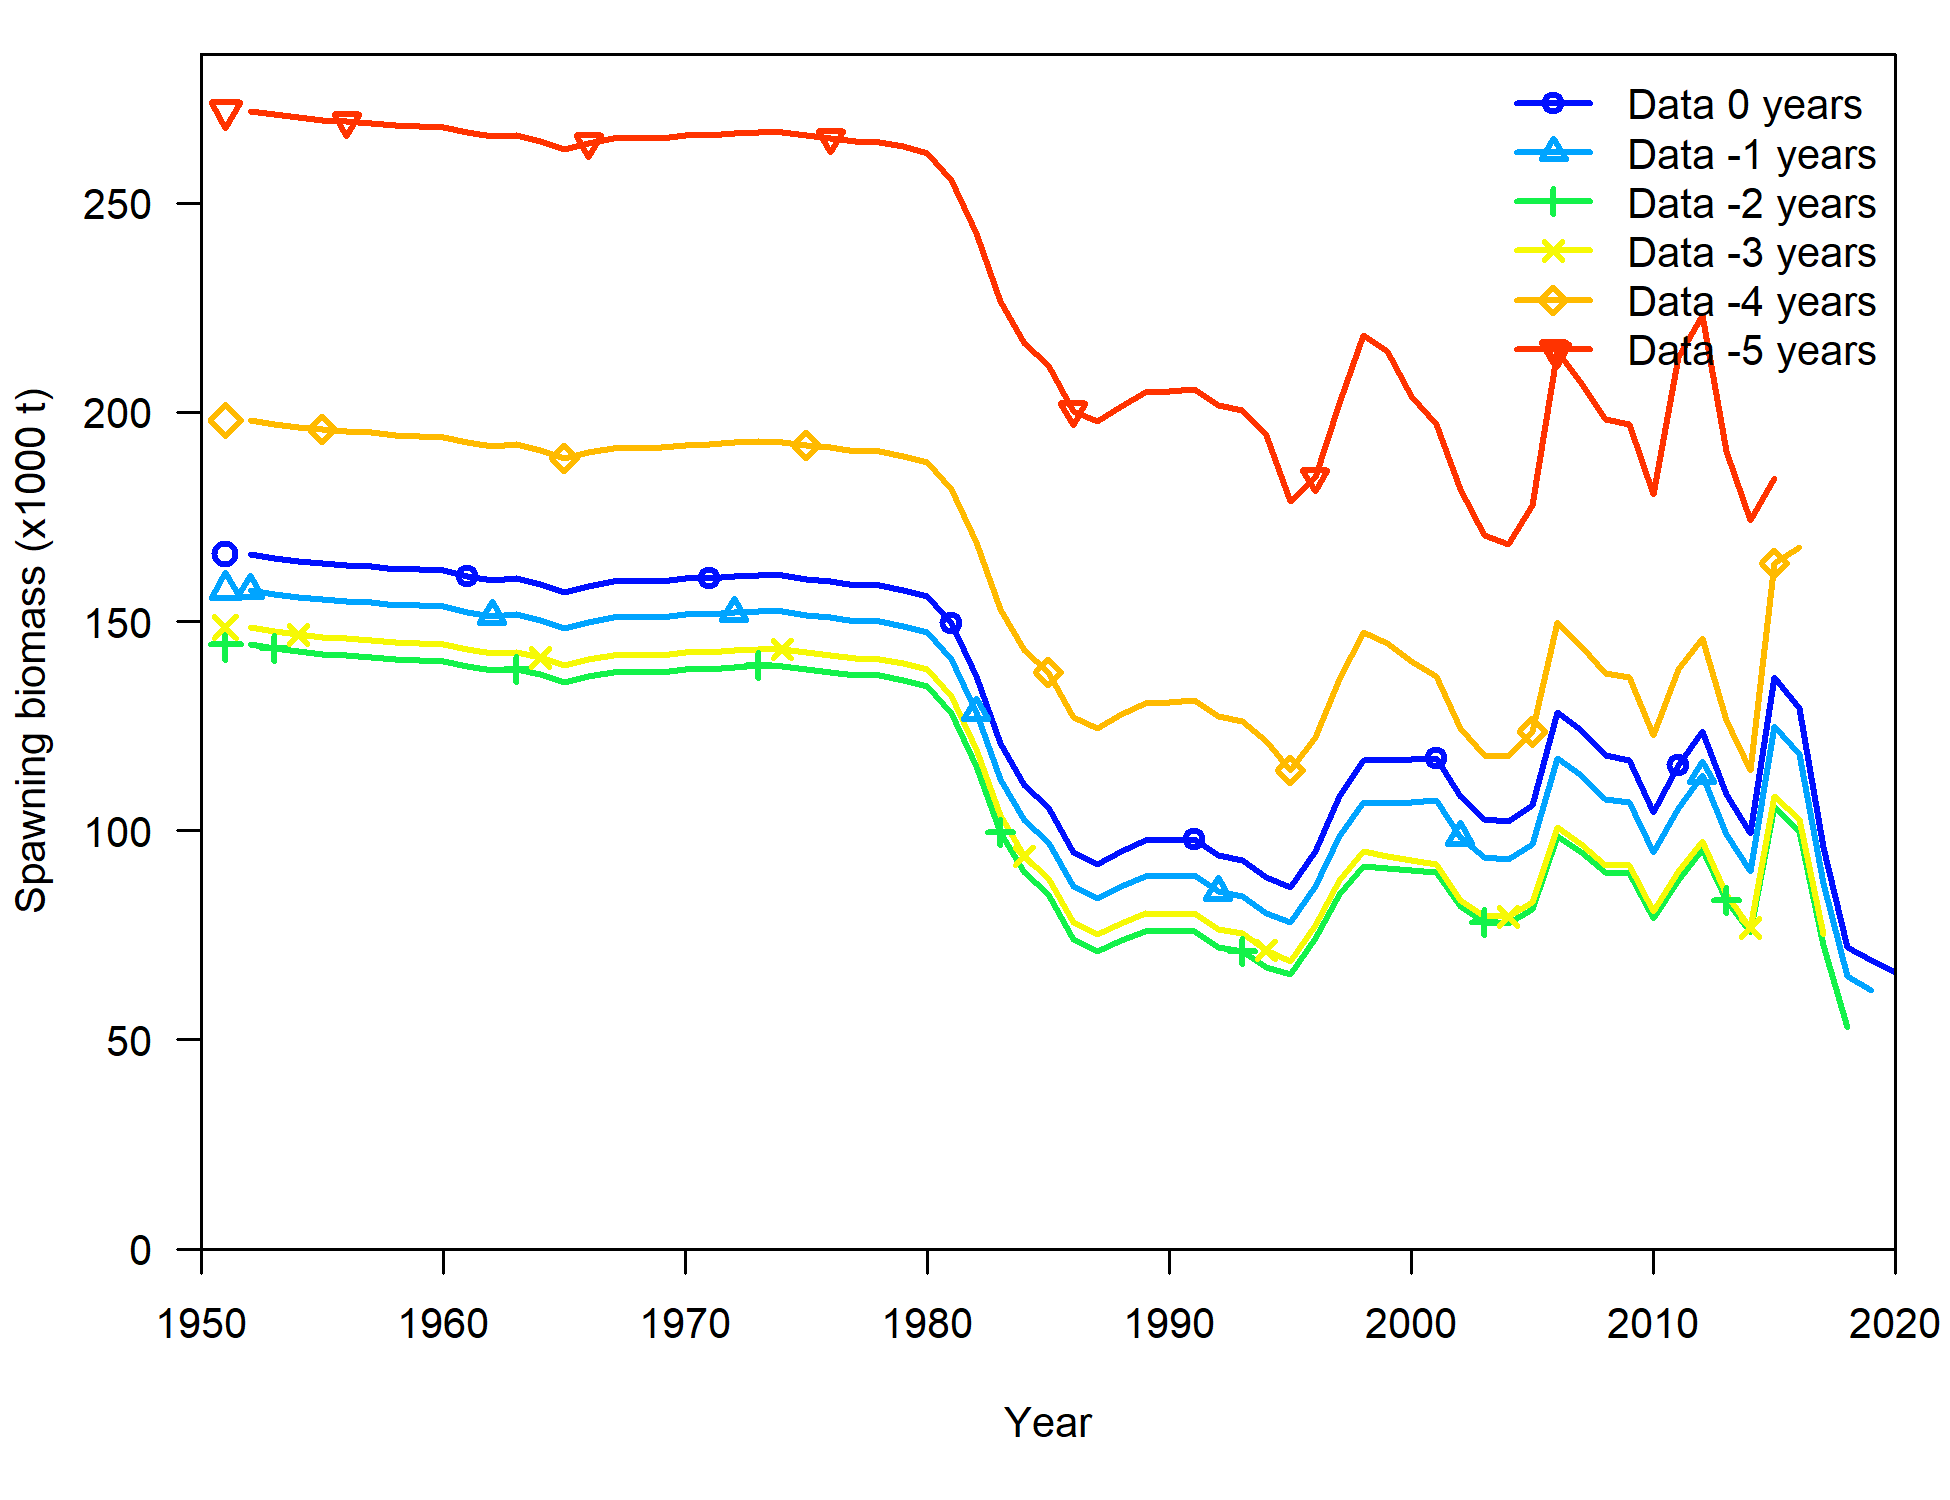 Data 0 years
Data -1 years
Data -2 years
Data -3 years
Data -4 years
Data -5 years
Spawning biomass (x1000 t)
250
200
150
100
50
0
1950 1960 1970 1980 1990 2000 2010 2020
Year